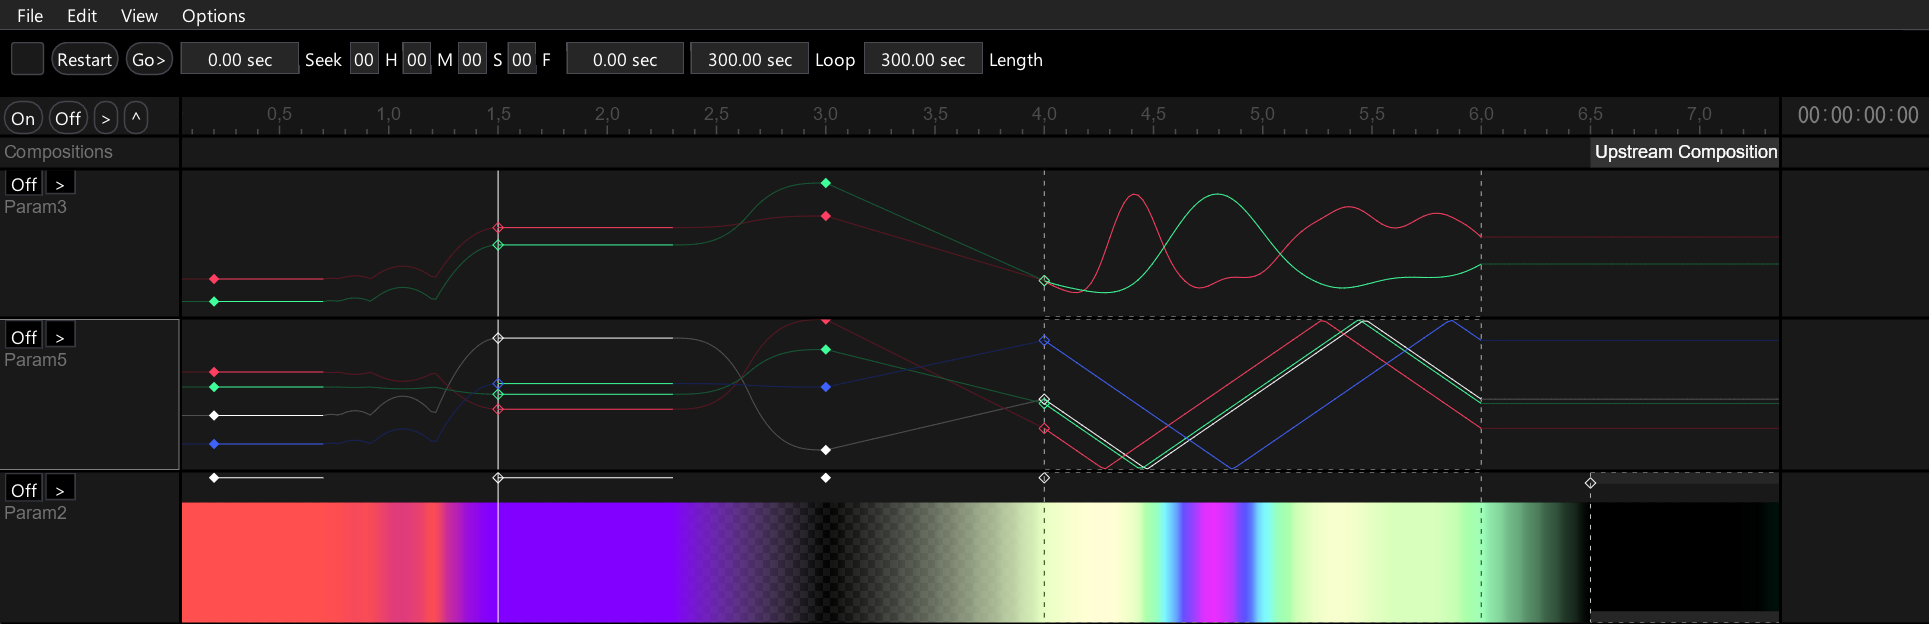 File Edit View Options
Restart Go> 0.00 sec Seek 00 H 00 M 00 S 00 F 0.00 sec 300.00 sec Loop 300.00 sec Length
On Off > ^ 0,5 1,0 1,5 2,0 2,5 3,0 3,5 4,0 4,5 5,0 5,5 6,0 6,5 7,0 00:00:00:00
Compositions Upstream Composition
Off >
Param3
Off >
Param5
Off >
Param2